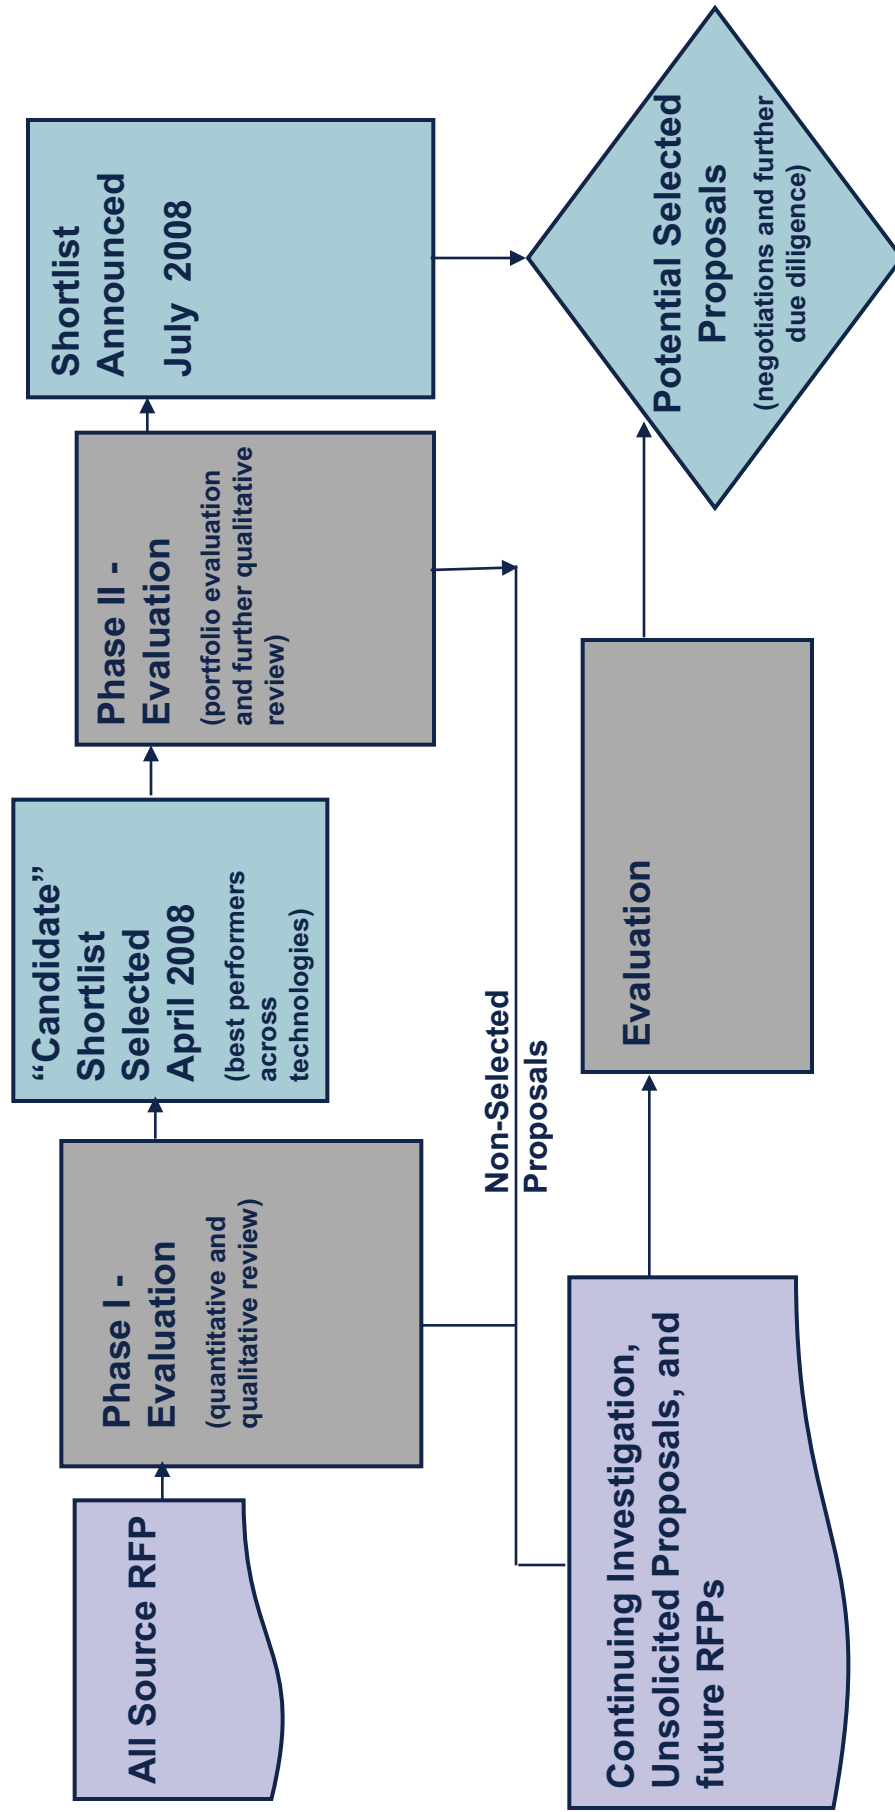 All Source RFP
Phase I -
Evaluation
(quantitative and
qualitative review)
“Candidate”
Shortlist
Selected
April 2008
(best performers
across
technologies)
Phase II -
Evaluation
(portfolio evaluation
and further qualitative
review)
Shortlist
Announced
July 2008
Non-Selected
Proposals
Continuing Investigation,
Unsolicited Proposals, and
future RFPs
Evaluation
Potential Selected
Proposals
(negotiations and further
due diligence)